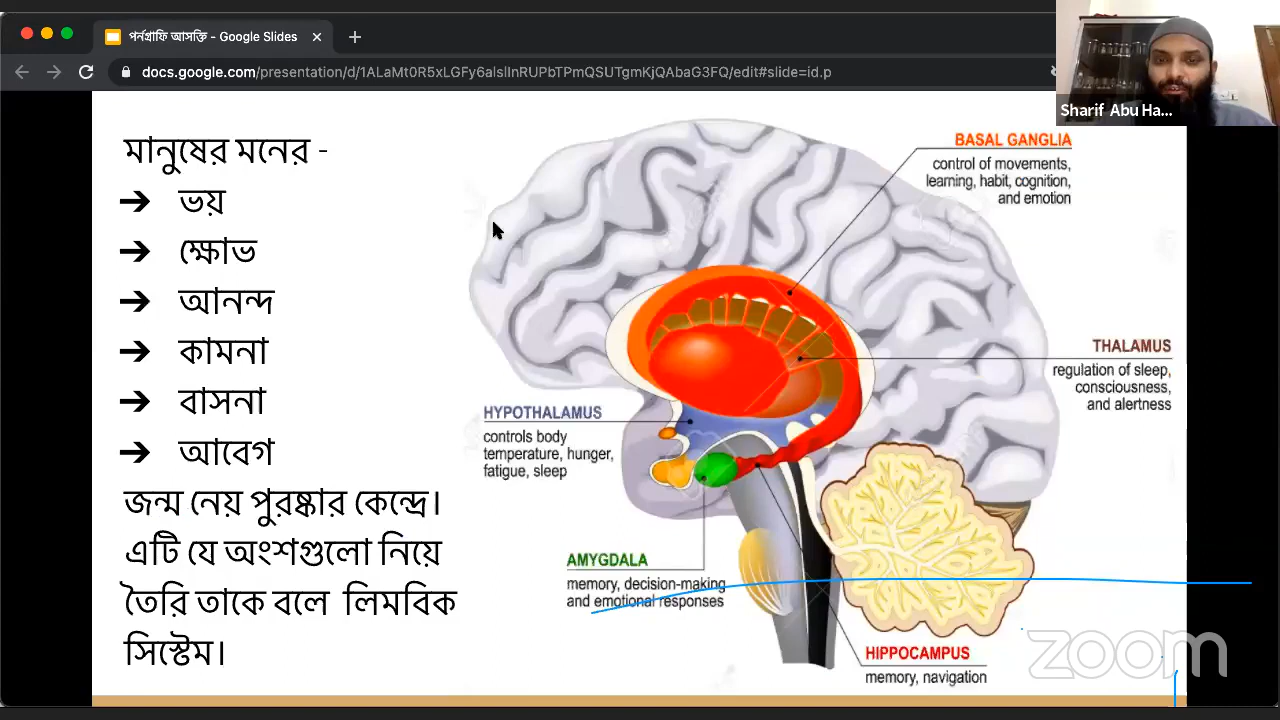 পর্নগ্রাফি আসক্তি - Google Slides
docs.google.com/presentation/d/1ALaMt0R5xLGFy6alsllnRUPbTPmQSUTgmKjQAbaG3FQ/edit#slide=id.p
Sharif Abu Ha...
মানুষের মনের -
➔ ভয়
➔ ক্ষোভ
➔ আনন্দ
➔ কামনা
➔ বাসনা
➔ আবেগ
জন্ম নেয় পুরষ্কার কেন্দ্রে।
এটি যে অংশগুলো নিয়ে
তৈরি তাকে বলে লিমবিক
সিস্টেম।
BASAL GANGLIA
control of movements,
learning, habit, cognition,
and emotion
THALAMUS
regulation of sleep,
consciousness,
and alertness
HYPOTHALAMUS
controls body
temperature, hunger,
fatigue, sleep
AMYGDALA
memory, decision-making
and emotional responses
HIPPOCAMPUS
memory, navigation
zoom